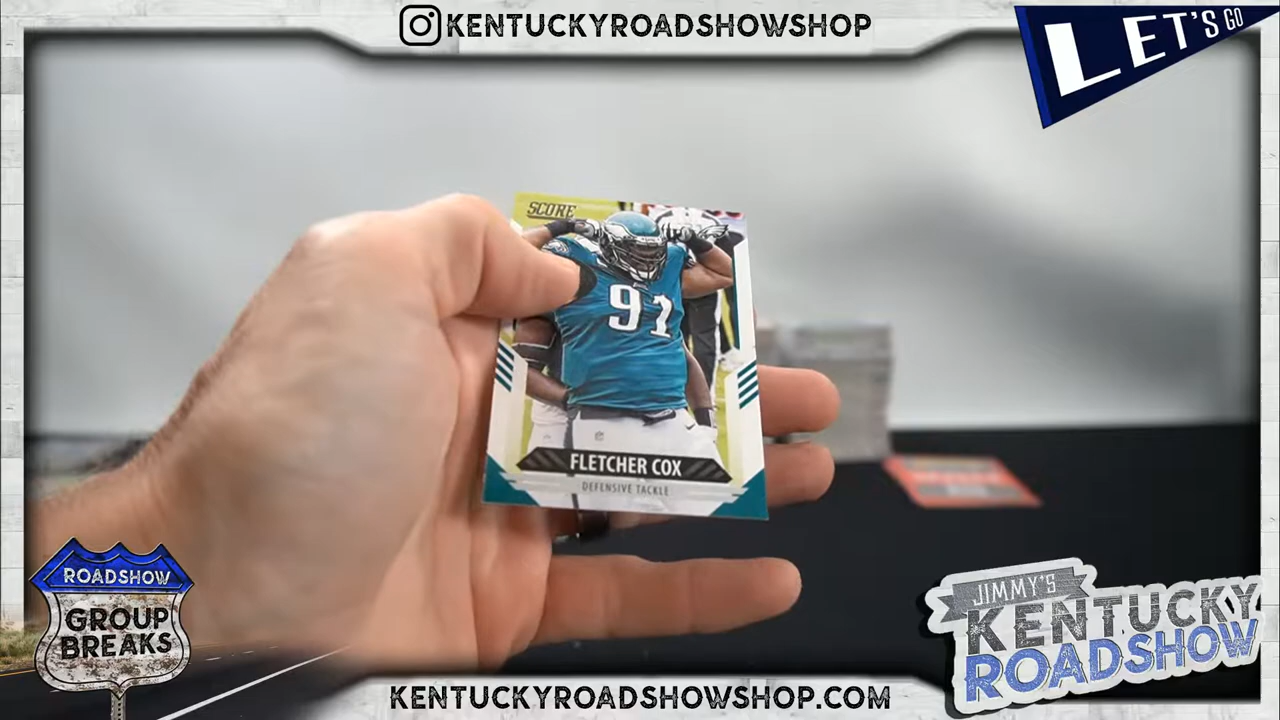 KENTUCKYROADSHOWSHOP
LET'S GO
SCORE
91
FLETCHER COX
DEFENSIVE TACKLE
ROADSHOW
GROUP
BREAKS
JIMMY'S
KENTUCKY
ROADSHOW
KENTUCKYROADSHOWSHOP.COM